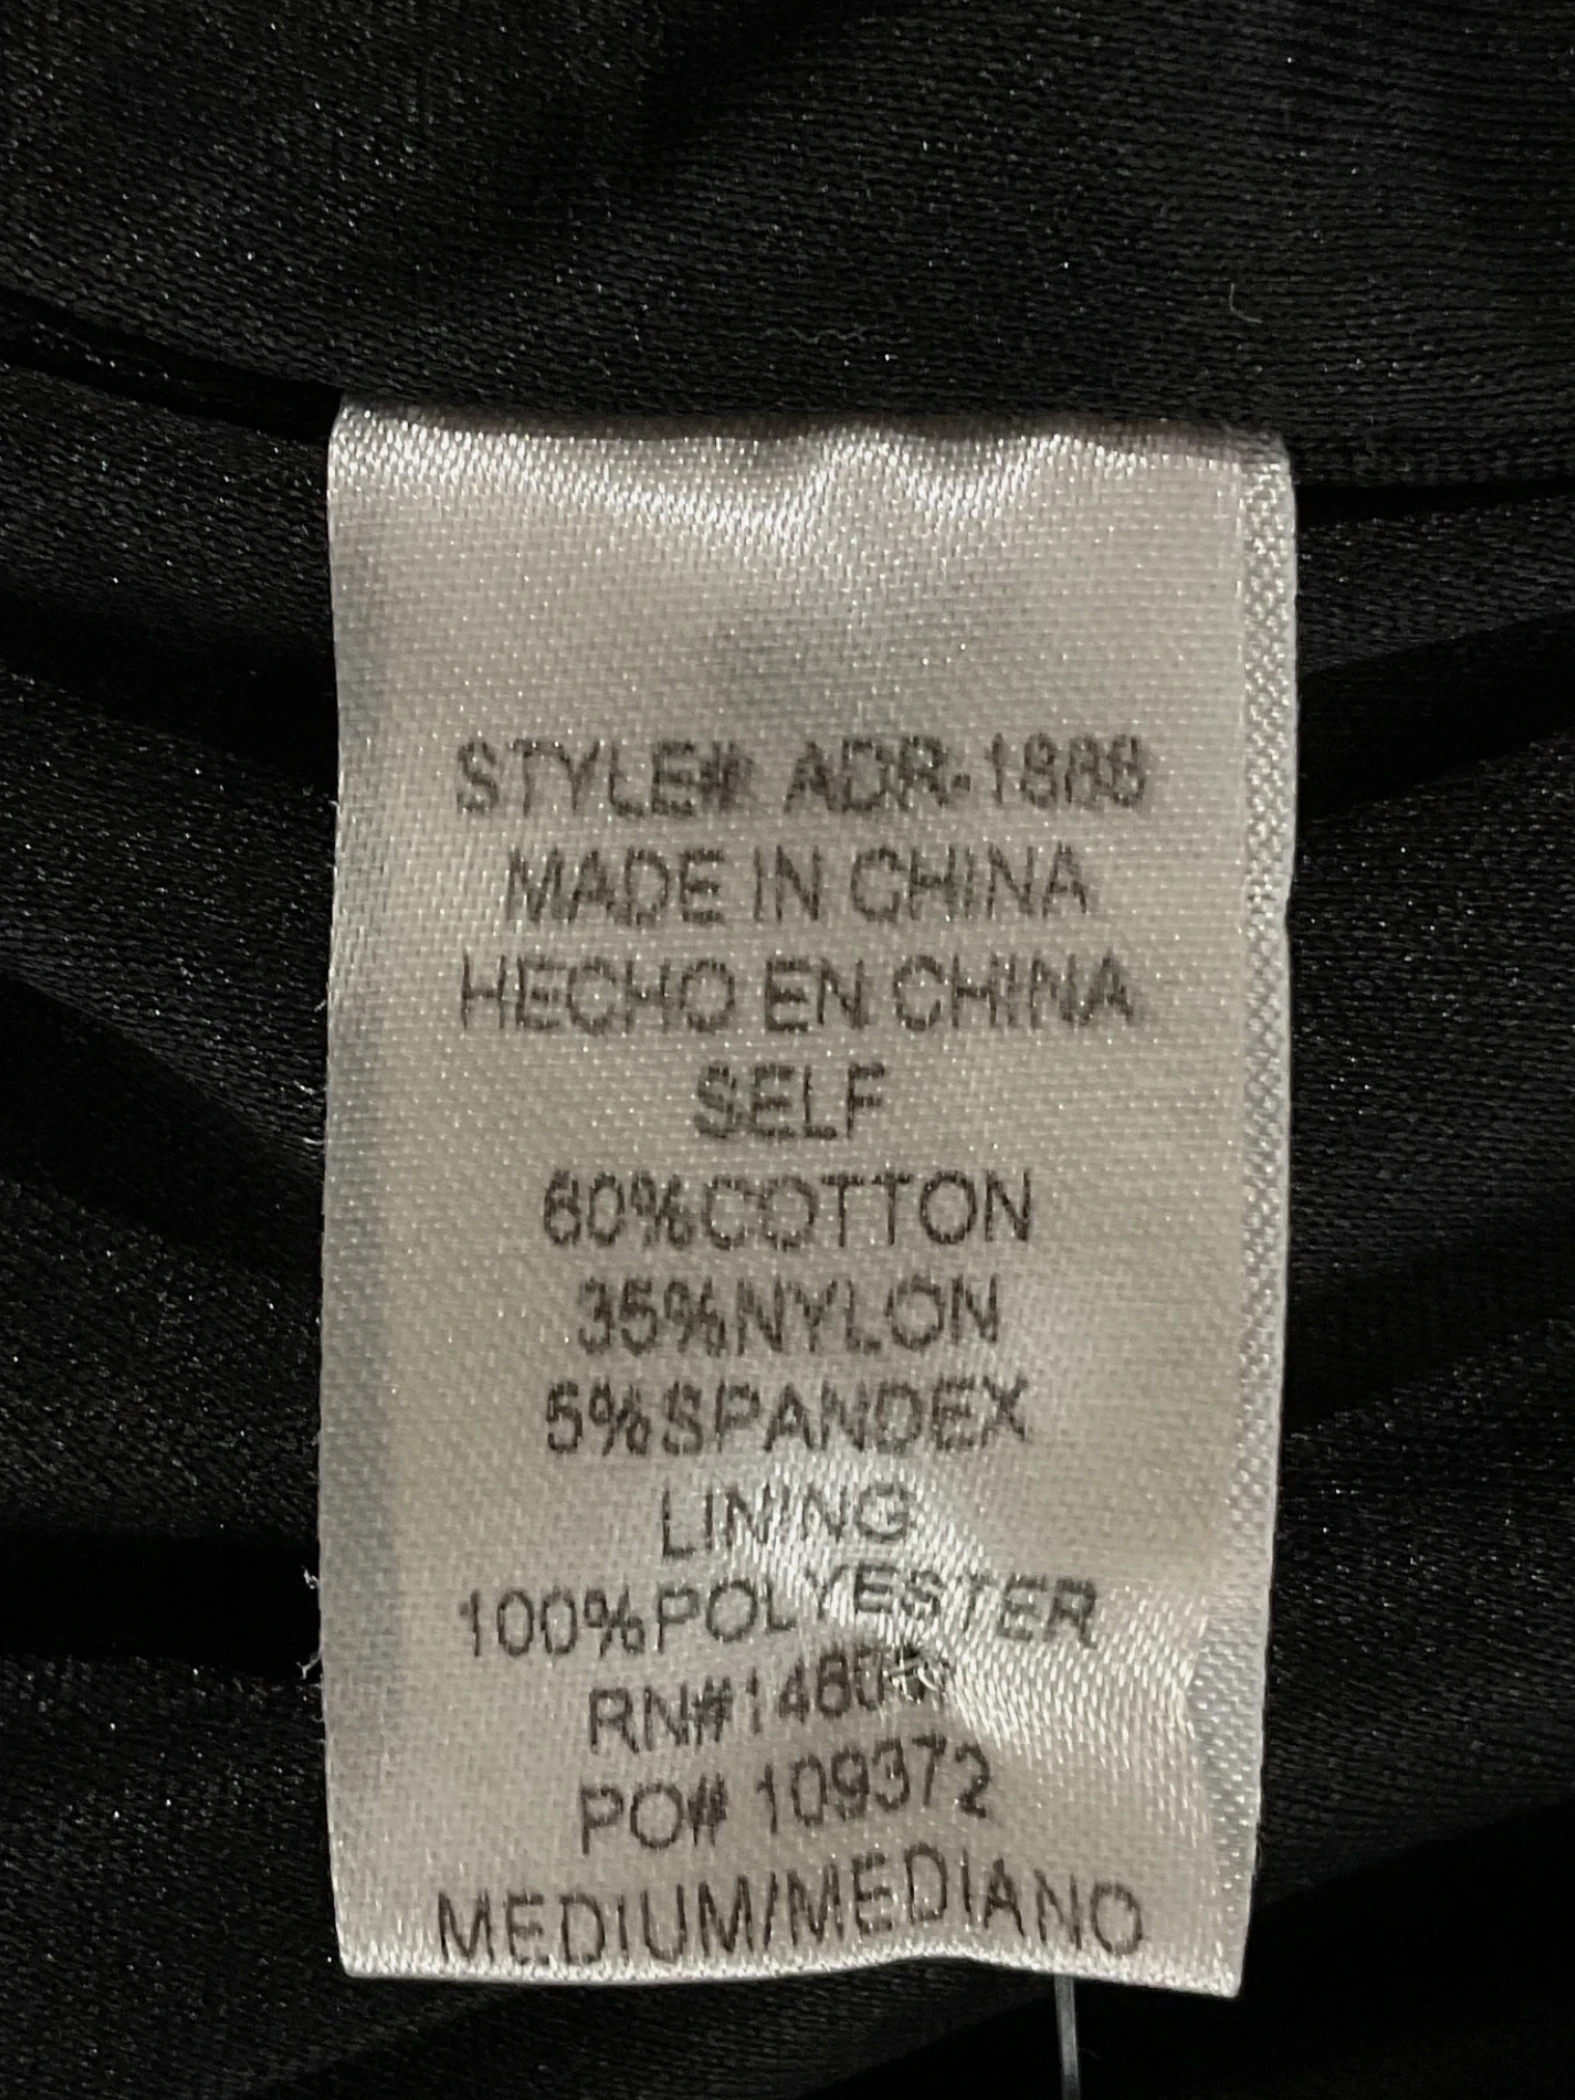 STYLE# ADR-1888
MADE IN CHINA
HECHO EN CHINA
SELF
60%COTTON
35%NYLON
5%SPANDEX
LINING
100%POLYESTER
PO# 109372
MEDIUM/MEDIANO